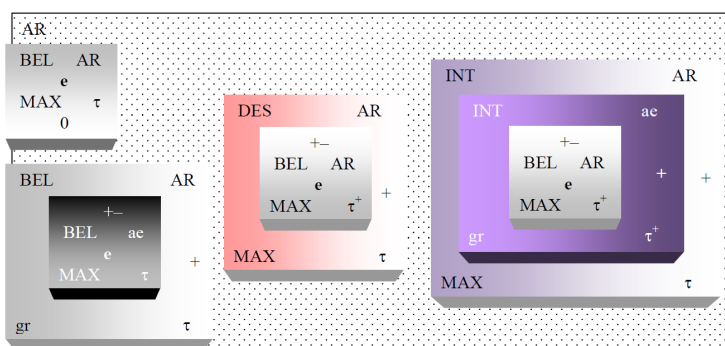 AR
BEL AR
e
MAX τ
0
BEL AR
+−
BEL ae
e
MAX τ
+
gr τ
DES AR
+−
BEL AR
e
MAX τ⁺
+
MAX τ
INT AR
INT ae
+−
BEL AR
e
MAX τ⁺
+
+
gr τ⁺
MAX τ